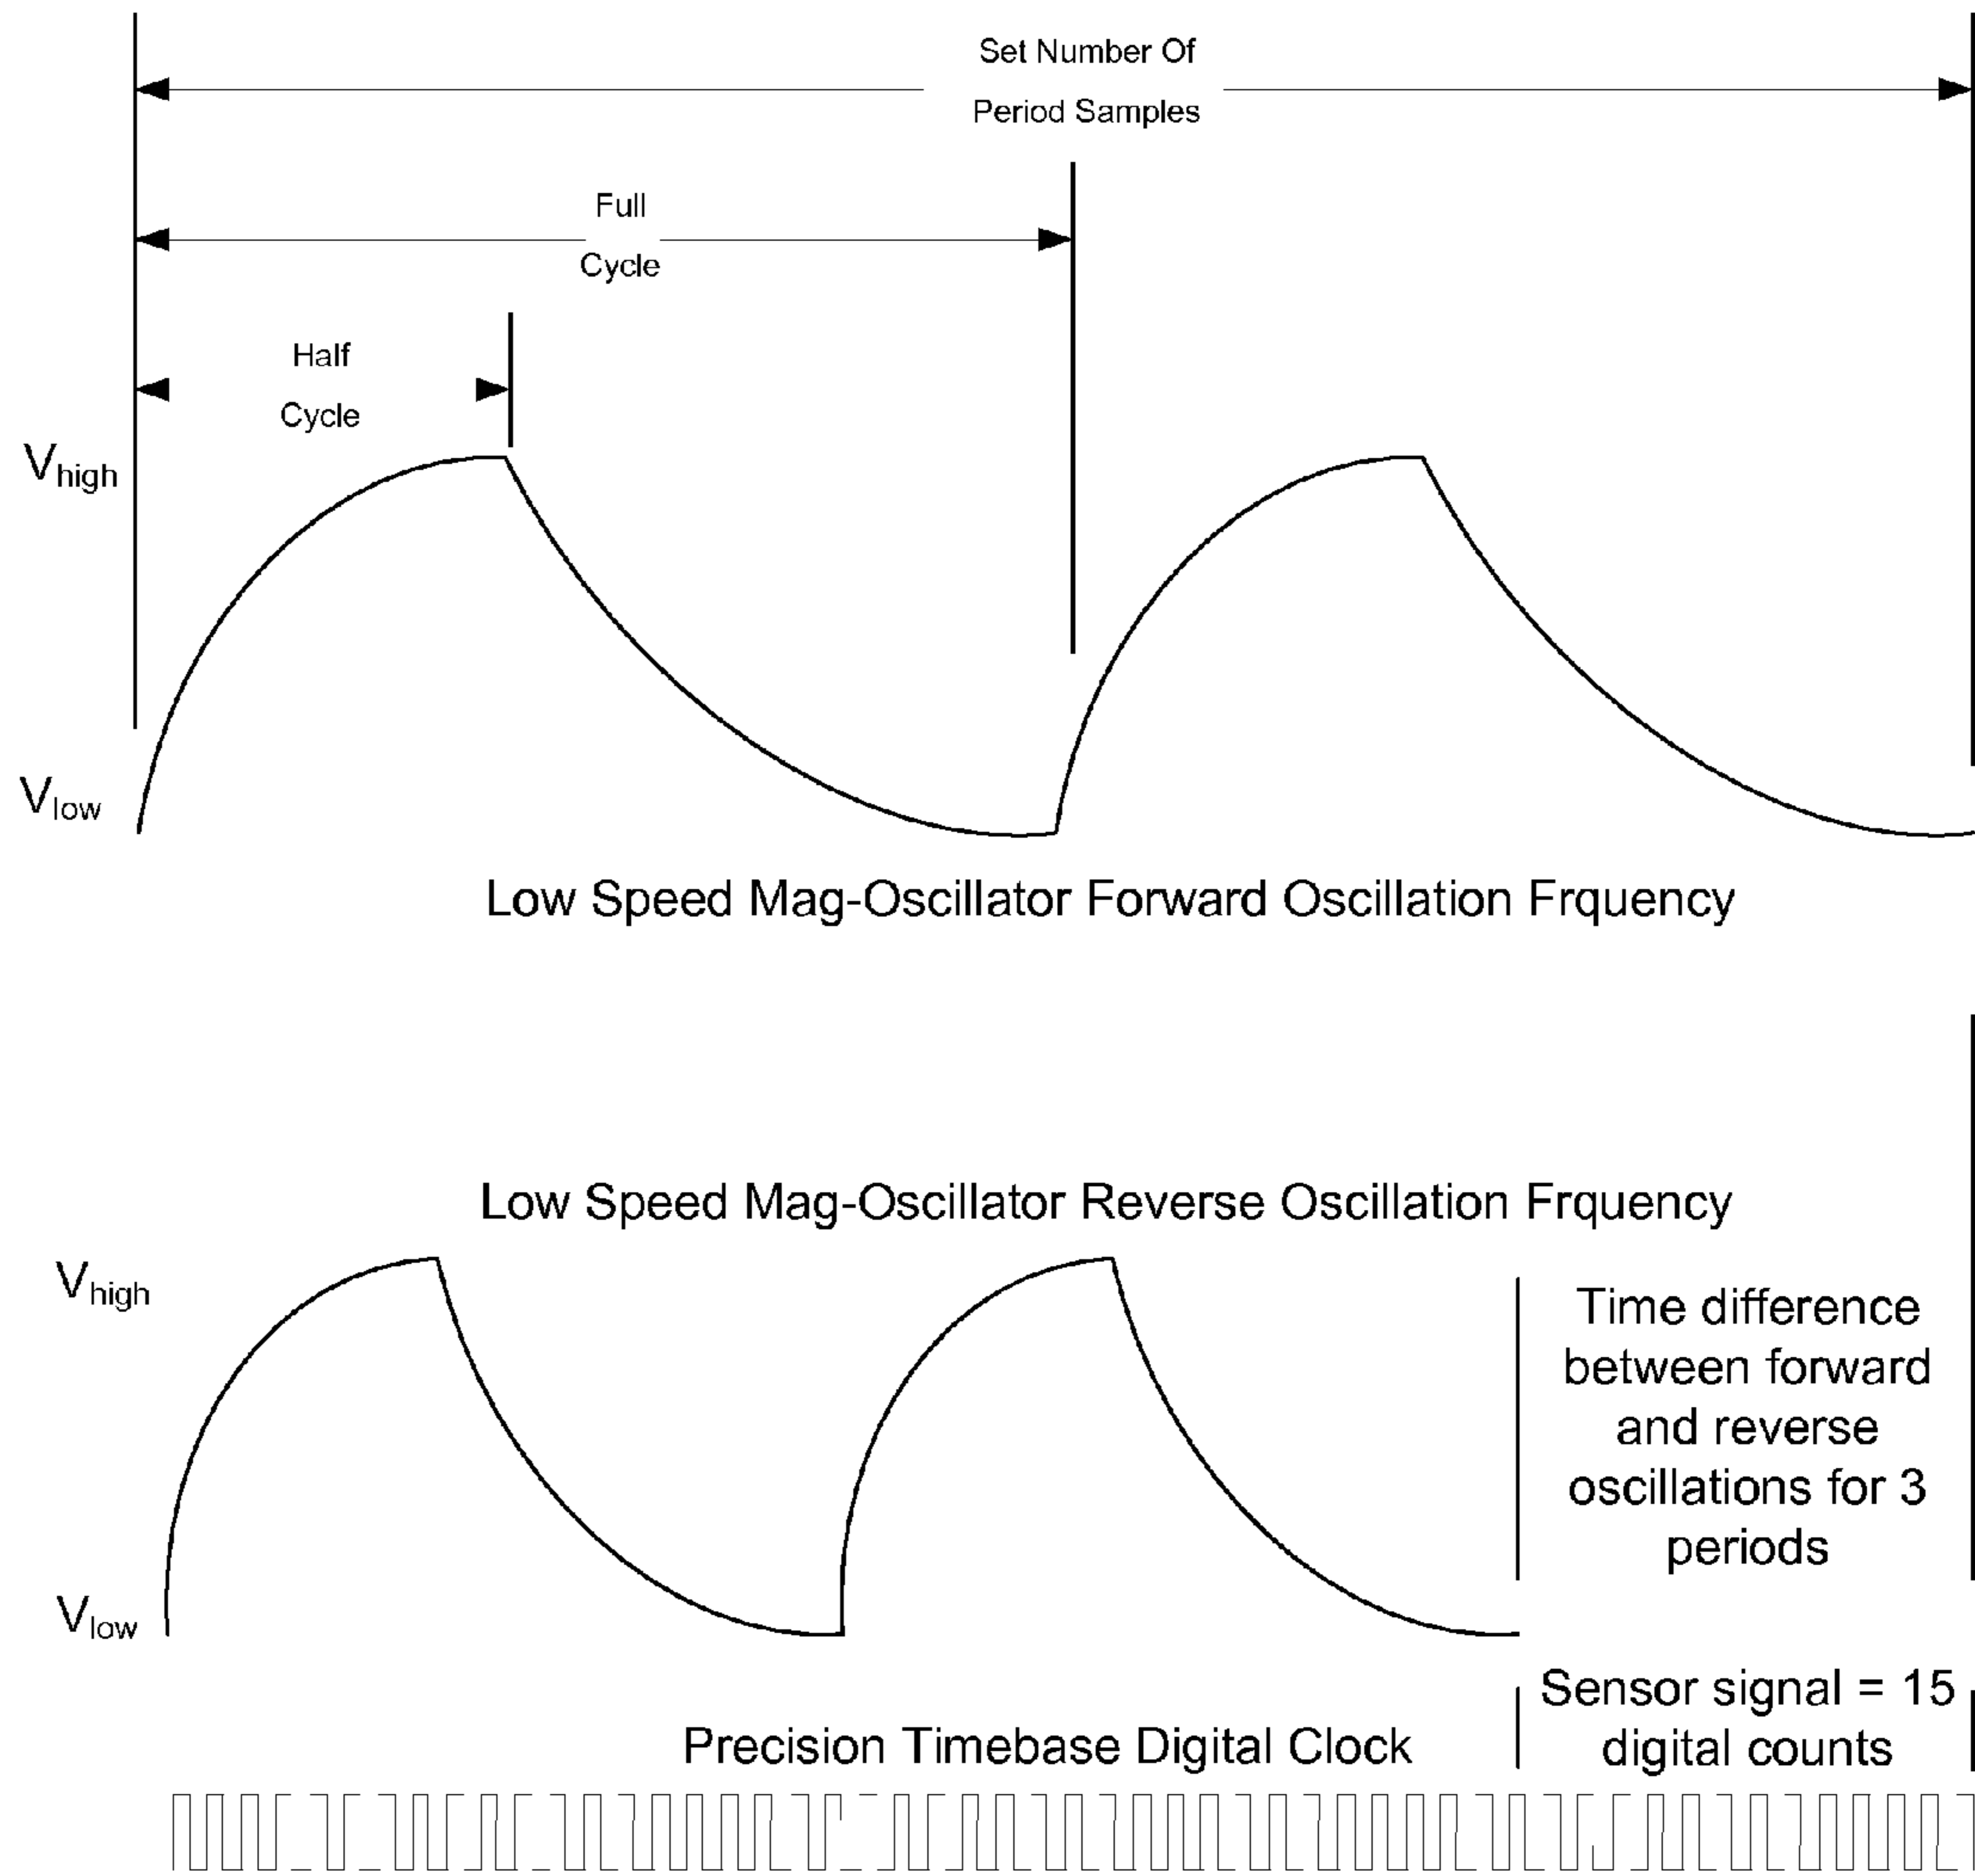 Set Number Of
Period Samples
Full
Cycle
Half
Cycle
Vhigh
Vlow
Low Speed Mag-Oscillator Forward Oscillation Frquency
Low Speed Mag-Oscillator Reverse Oscillation Frquency
Vhigh
Vlow
Time difference
between forward
and reverse
oscillations for 3
periods
Sensor signal = 15
digital counts
Precision Timebase Digital Clock